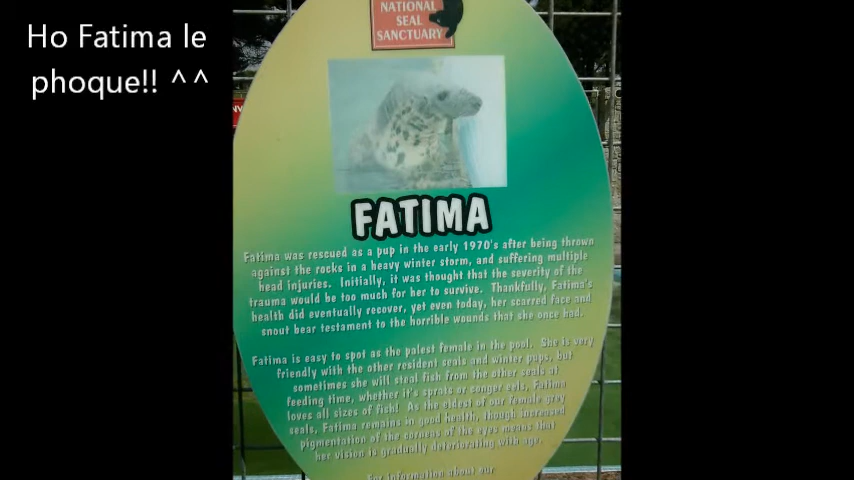 Ho Fatima le
phoque!! ^^
NATIONAL
SEAL
SANCTUARY
FATIMA
Fatima was rescued as a pup in the early 1970's after being thrown
against the rocks in a heavy winter storm, and suffering multiple
head injuries. Initially, it was thought that the severity of the
trauma would be too much for her to survive. Thankfully, Fatima's
health did eventually recover, yet even today, her scarred face and
snout bear testament to the horrible wounds that she once had.
Fatima is easy to spot as the palest female in the pool. She is very
friendly with the other resident seals and winter pups, but
sometimes she will steal fish from the other seals at
feeding time, whether it's sprats or conger eels, Fatima
loves all sizes of fish! As the eldest of our female grey
seals, Fatima remains in good health, though increased
pigmentation of the corneas of the eyes means that
her vision is gradually deteriorating with age.
For information about our